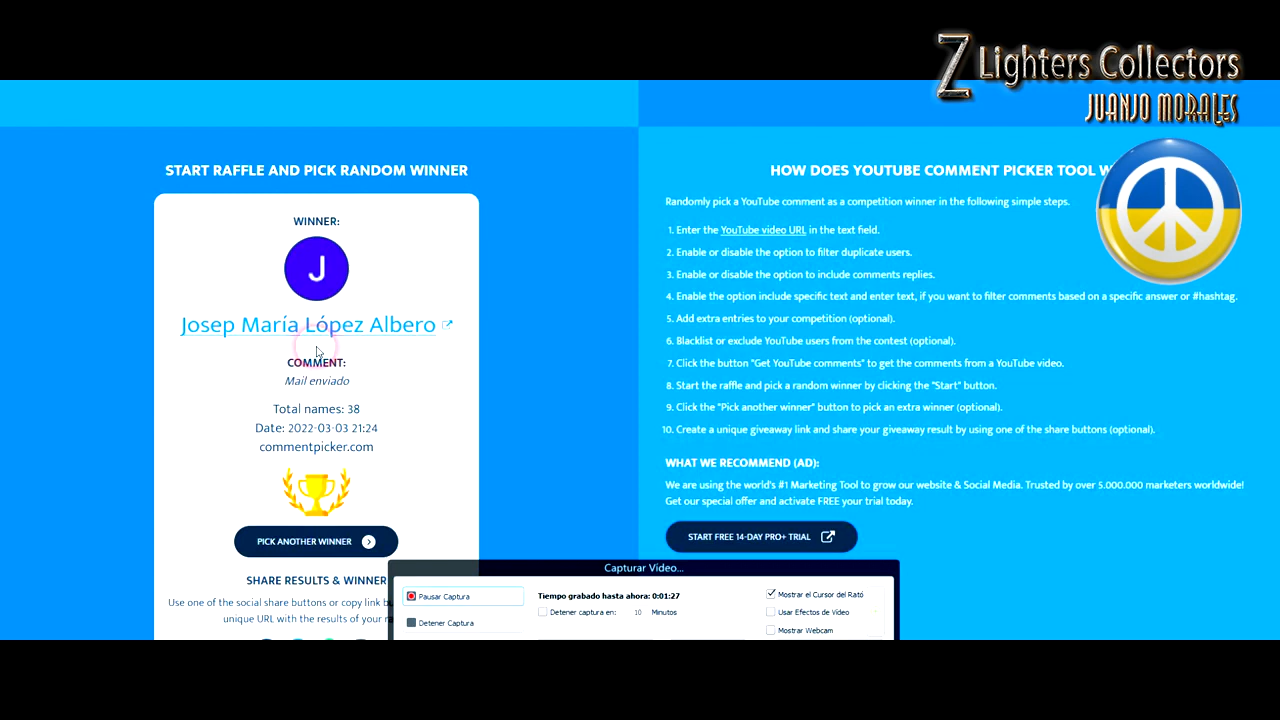 Z Lighters Collectors
JUANJO MORALES
START RAFFLE AND PICK RANDOM WINNER
WINNER:
J
Josep María López Albero
COMMENT:
Mail enviado
Total names: 38
Date: 2022-03-03 21:24
commentpicker.com
PICK ANOTHER WINNER
SHARE RESULTS & WINNER
Use one of the social share buttons or copy link
unique URL with the results of your
HOW DOES YOUTUBE COMMENT PICKER TOOL W
Randomly pick a YouTube comment as a competition winner in the following simple steps.
1. Enter the YouTube video URL in the text field.
2. Enable or disable the option to filter duplicate users.
3. Enable or disable the option to include comments replies.
4. Enable the option include specific text and enter text, if you want to filter comments based on a specific answer or #hashtag.
5. Add extra entries to your competition (optional).
6. Blacklist or exclude YouTube users from the contest (optional).
7. Click the button "Get YouTube comments" to get the comments from a YouTube video.
8. Start the raffle and pick a random winner by clicking the "Start" button.
9. Click the "Pick another winner" button to pick an extra winner (optional).
10. Create a unique giveaway link and share your giveaway result by using one of the share buttons (optional).
WHAT WE RECOMMEND (AD):
We are using the world's #1 Marketing Tool to grow our website & Social Media. Trusted by over 5.000.000 marketers worldwide!
Get our special offer and activate FREE your trial today.
START FREE 14-DAY PRO+ TRIAL
Capturar Vídeo...
Pausar Captura
Detener Captura
Tiempo grabado hasta ahora: 0:01:27
Detener captura en: 10 Minutos
Mostrar el Cursor del Rató
Usar Efectos de Vídeo
Mostrar Webcam